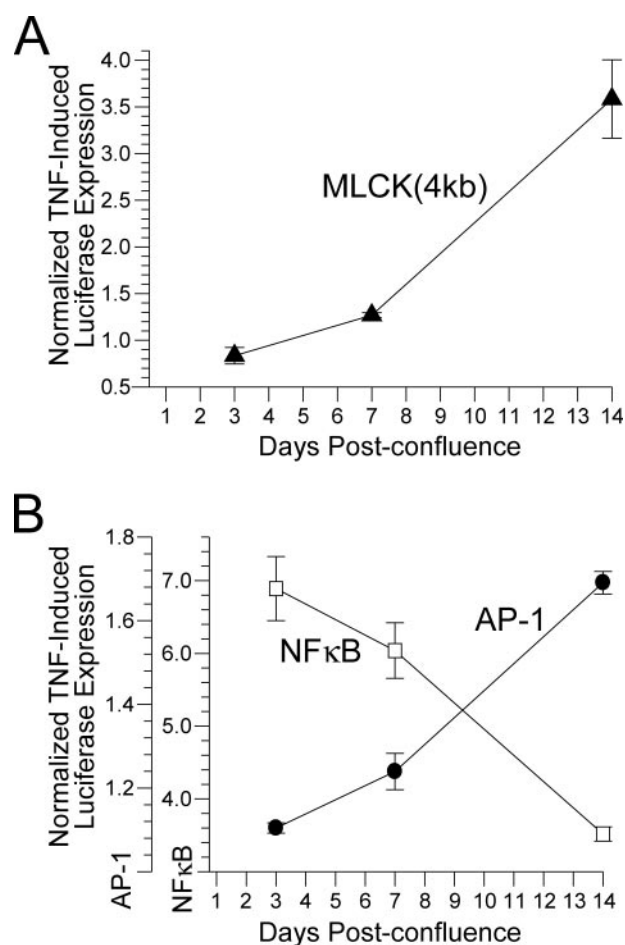 A
Normalized TNF-Induced
Luciferase Expression
4.0
3.5
3.0
2.5
2.0
1.5
1.0
0.5
MLCK(4kb)
1 2 3 4 5 6 7 8 9 10 11 12 13 14
Days Post-confluence
B
Normalized TNF-Induced
Luciferase Expression
1.8
1.6
1.4
1.2
AP-1
7.0
6.0
4.0
NFκB
NFκB
AP-1
1 2 3 4 5 6 7 8 9 10 11 12 13 14
Days Post-confluence